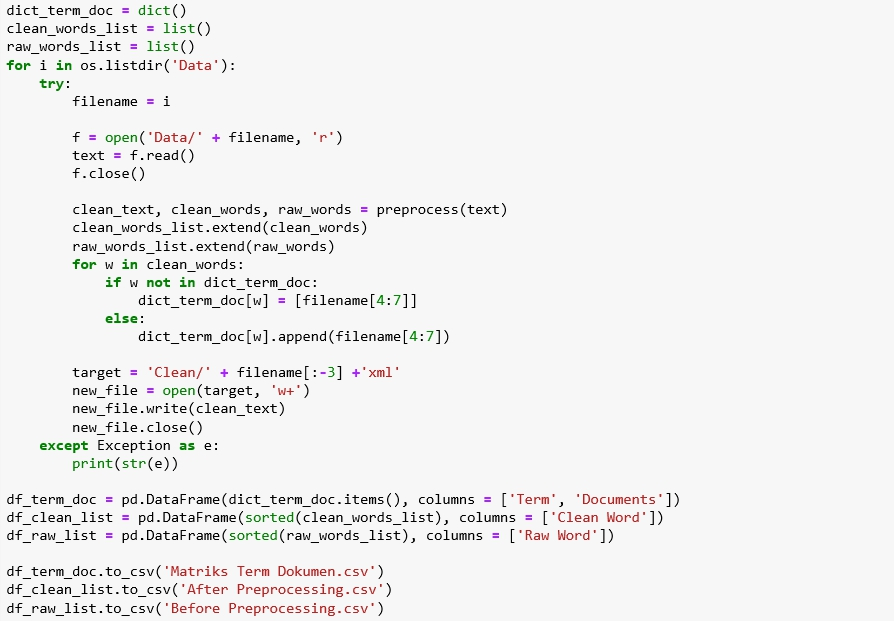 dict_term_doc = dict()
clean_words_list = list()
raw_words_list = list()
for i in os.listdir('Data'):
    try:
        filename = i

        f = open('Data/' + filename, 'r')
        text = f.read()
        f.close()

        clean_text, clean_words, raw_words = preprocess(text)
        clean_words_list.extend(clean_words)
        raw_words_list.extend(raw_words)
        for w in clean_words:
            if w not in dict_term_doc:
                dict_term_doc[w] = [filename[4:7]]
            else:
                dict_term_doc[w].append(filename[4:7])

        target = 'Clean/' + filename[:-3] +'xml'
        new_file = open(target, 'w+')
        new_file.write(clean_text)
        new_file.close()
    except Exception as e:
        print(str(e))

df_term_doc = pd.DataFrame(dict_term_doc.items(), columns = ['Term', 'Documents'])
df_clean_list = pd.DataFrame(sorted(clean_words_list), columns = ['Clean Word'])
df_raw_list = pd.DataFrame(sorted(raw_words_list), columns = ['Raw Word'])

df_term_doc.to_csv('Matriks Term Dokumen.csv')
df_clean_list.to_csv('After Preprocessing.csv')
df_raw_list.to_csv('Before Preprocessing.csv')